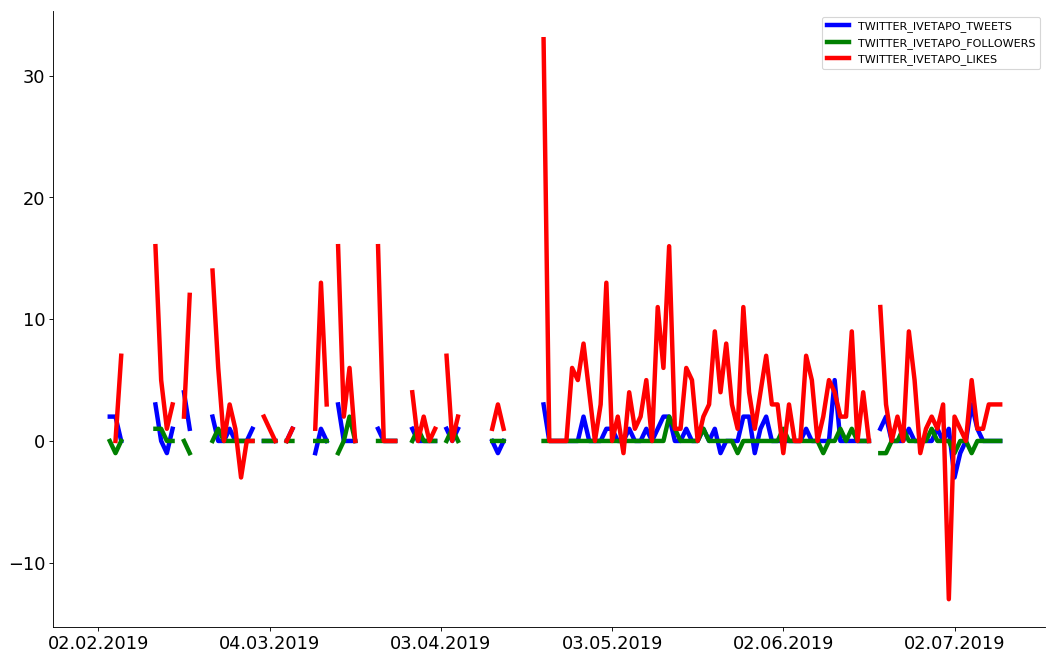 TWITTER_IVETAPO_TWEETS
TWITTER_IVETAPO_FOLLOWERS
TWITTER_IVETAPO_LIKES
30
20
10
0
−10
02.02.2019 04.03.2019 03.04.2019 03.05.2019 02.06.2019 02.07.2019